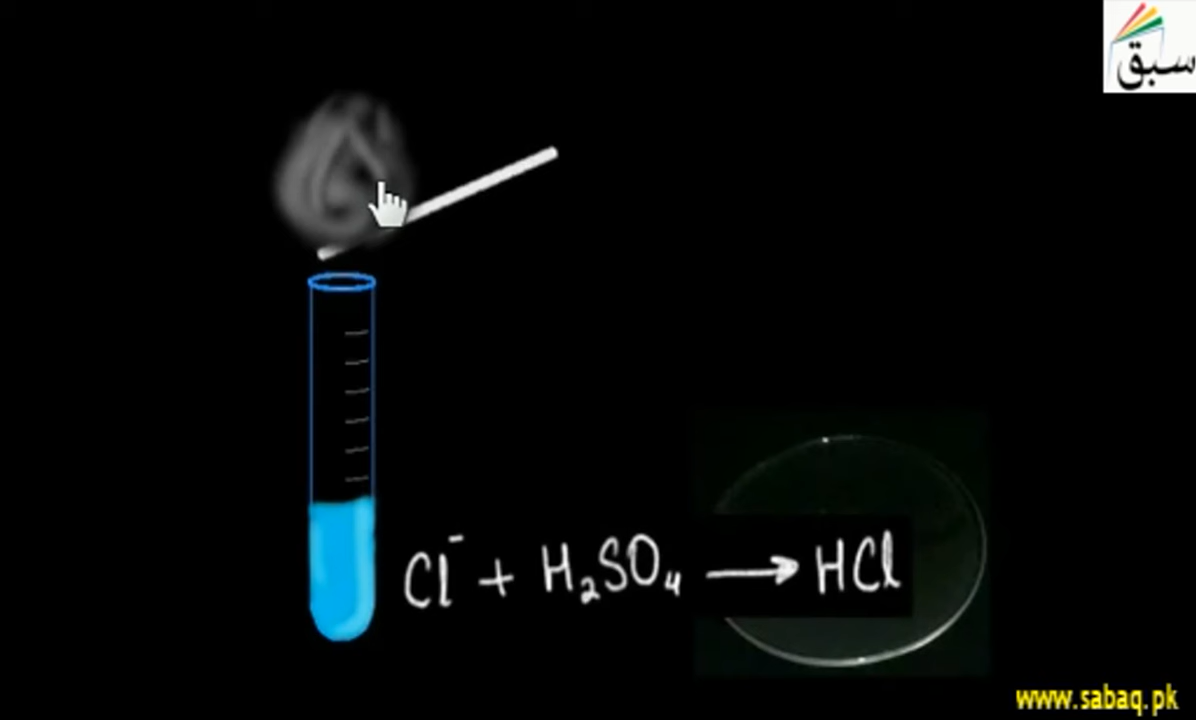 سبق
Cl⁻ + H₂SO₄ ⟶ HCl
www.sabaq.pk